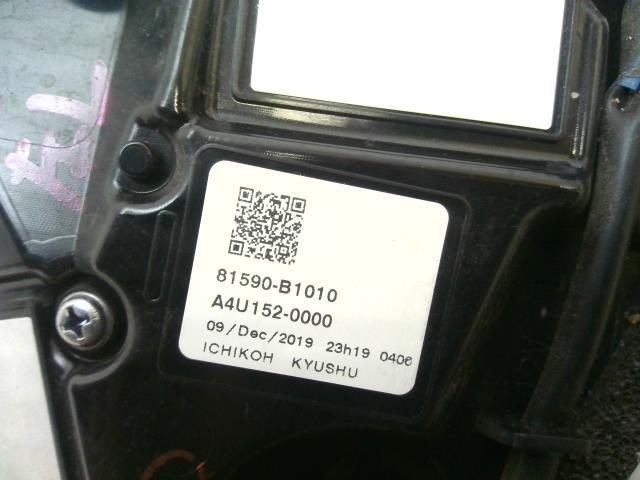 81590-B1010
A4U152-0000
09/Dec/2019 23h19 0406
ICHIKOH KYUSHU